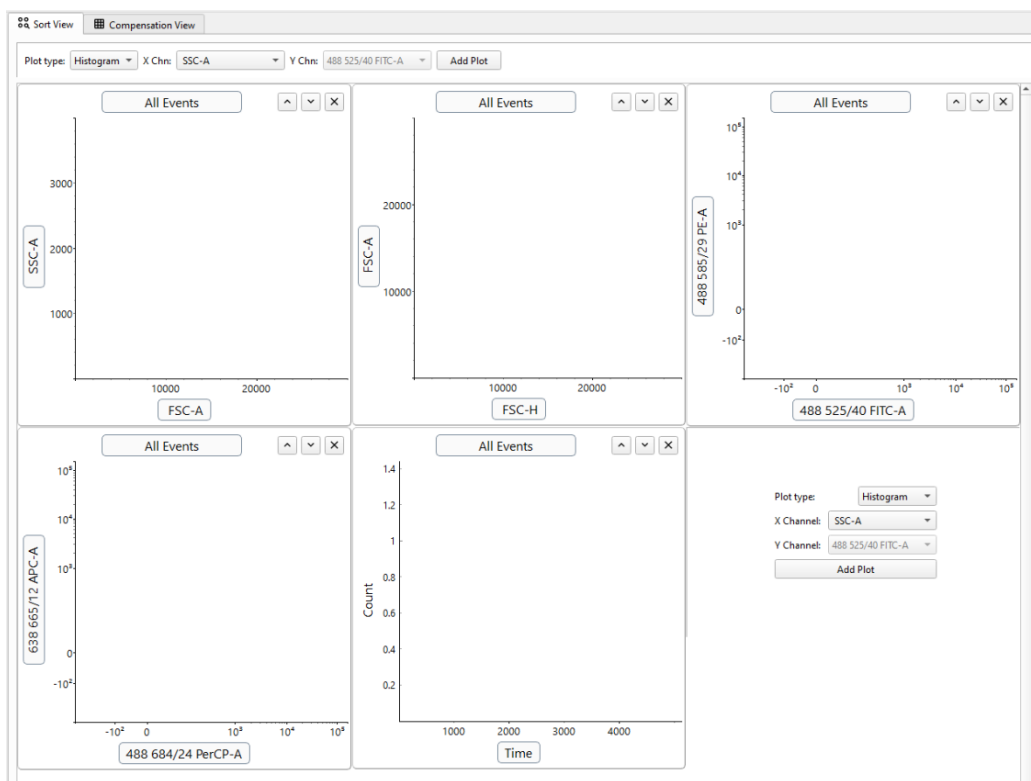 Sort View
Compensation View
Plot type: Histogram X Chn: SSC-A Y Chn: 488 525/40 FITC-A Add Plot
All Events
3000
2000
1000
SSC-A
10000 20000
FSC-A
All Events
20000
10000
FSC-A
10000 20000
FSC-H
All Events
10⁵
10⁴
10³
0
-10²
488 585/29 PE-A
-10² 0 10³ 10⁴ 10⁵
488 525/40 FITC-A
All Events
10⁵
10⁴
10³
0
-10²
638 665/12 APC-A
-10² 0 10³ 10⁴ 10⁵
488 684/24 PerCP-A
All Events
1.4
1.2
1
0.8
0.6
0.4
0.2
Count
1000 2000 3000 4000
Time
Plot type: Histogram
X Channel: SSC-A
Y Channel: 488 525/40 FITC-A
Add Plot